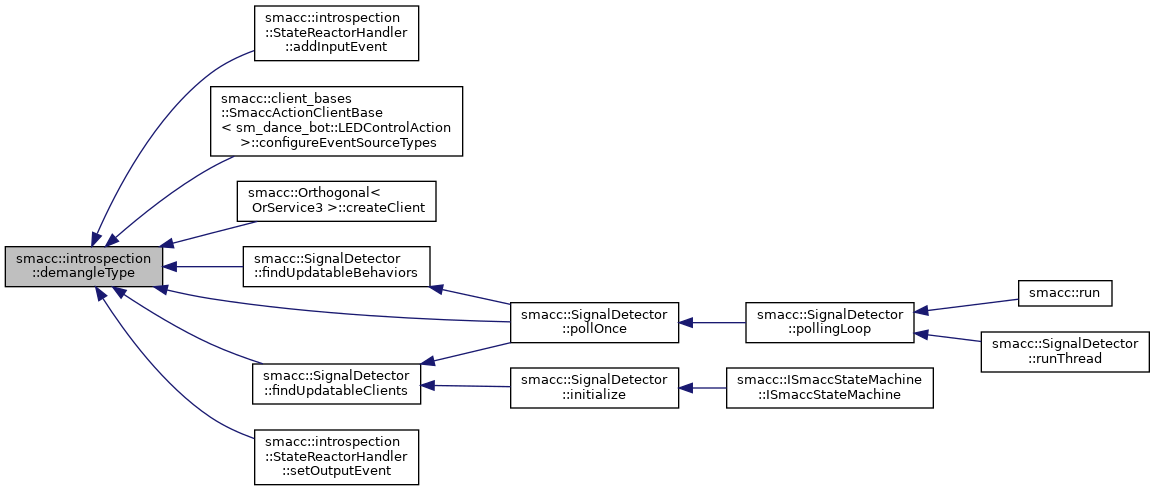 smacc::introspection
::StateReactorHandler
::addInputEvent
smacc::client_bases
::SmaccActionClientBase
< sm_dance_bot::LEDControlAction
>::configureEventSourceTypes
smacc::Orthogonal<
OrService3 >::createClient
smacc::introspection
::demangleType
smacc::SignalDetector
::findUpdatableBehaviors
smacc::SignalDetector
::pollOnce
smacc::SignalDetector
::pollingLoop
smacc::run
smacc::SignalDetector
::runThread
smacc::SignalDetector
::findUpdatableClients
smacc::SignalDetector
::initialize
smacc::ISmaccStateMachine
::ISmaccStateMachine
smacc::introspection
::StateReactorHandler
::setOutputEvent